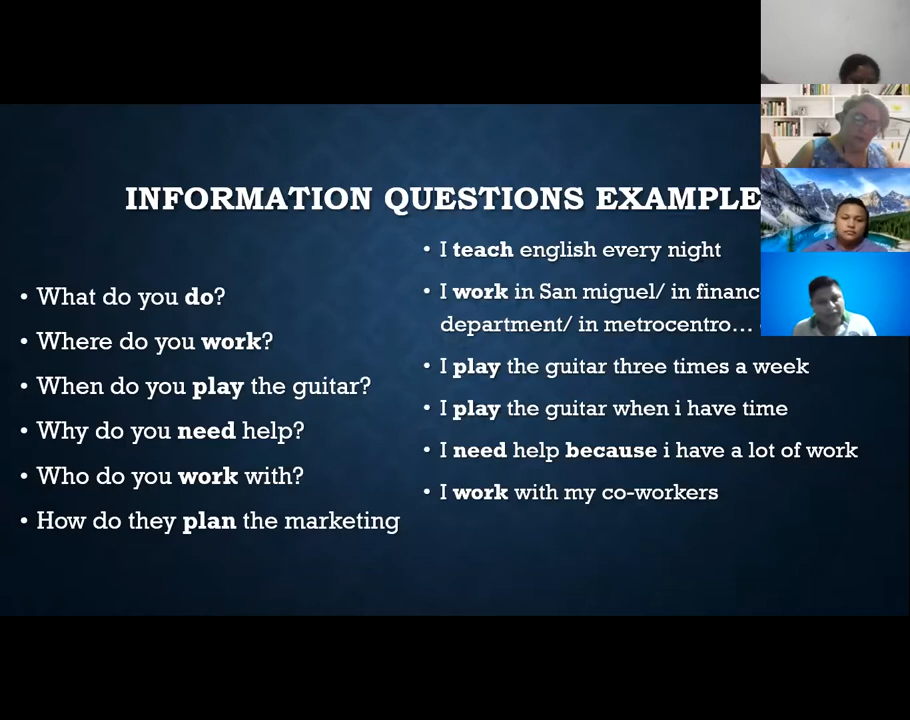 INFORMATION QUESTIONS EXAMPLE
• What do you do?
• Where do you work?
• When do you play the guitar?
• Why do you need help?
• Who do you work with?
• How do they plan the marketing
• I teach english every night
• I work in San miguel/ in financ
department/ in metrocentro…
• I play the guitar three times a week
• I play the guitar when i have time
• I need help because i have a lot of work
• I work with my co-workers